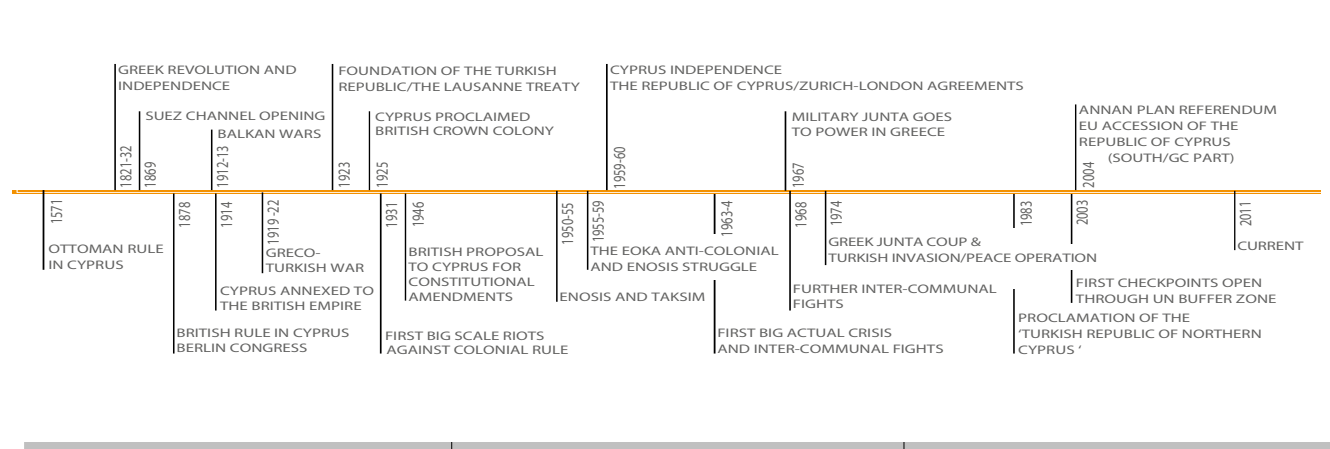 GREEK REVOLUTION AND
INDEPENDENCE
1821-32
SUEZ CHANNEL OPENING
1869
BALKAN WARS
1912-13
FOUNDATION OF THE TURKISH
REPUBLIC/THE LAUSANNE TREATY
1923
CYPRUS PROCLAIMED
BRITISH CROWN COLONY
1925
CYPRUS INDEPENDENCE
THE REPUBLIC OF CYPRUS/ZURICH-LONDON AGREEMENTS
1959-60
MILITARY JUNTA GOES
TO POWER IN GREECE
1967
ANNAN PLAN REFERENDUM
EU ACCESSION OF THE
REPUBLIC OF CYPRUS
(SOUTH/GC PART)
2004
1571
OTTOMAN RULE
IN CYPRUS
1878
BRITISH RULE IN CYPRUS
BERLIN CONGRESS
1914
CYPRUS ANNEXED TO
THE BRITISH EMPIRE
1919 -22
GRECO-
TURKISH WAR
1931
FIRST BIG SCALE RIOTS
AGAINST COLONIAL RULE
1946
BRITISH PROPOSAL
TO CYPRUS FOR
CONSTITUTIONAL
AMENDMENTS
1950-55
ENOSIS AND TAKSIM
1955-59
THE EOKA ANTI-COLONIAL
AND ENOSIS STRUGGLE
1963-4
FIRST BIG ACTUAL CRISIS
AND INTER-COMMUNAL FIGHTS
1968
FURTHER INTER-COMMUNAL
FIGHTS
1974
GREEK JUNTA COUP &
TURKISH INVASION/PEACE OPERATION
1983
PROCLAMATION OF THE
'TURKISH REPUBLIC OF NORTHERN
CYPRUS '
2003
FIRST CHECKPOINTS OPEN
THROUGH UN BUFFER ZONE
2011
CURRENT